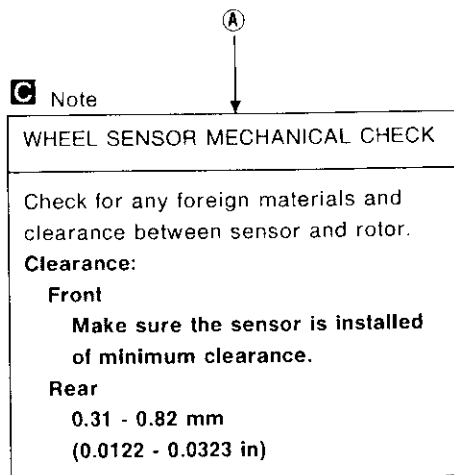 A
C Note
WHEEL SENSOR MECHANICAL CHECK
Check for any foreign materials and
clearance between sensor and rotor.
Clearance:
Front
Make sure the sensor is installed
of minimum clearance.
Rear
0.31 - 0.82 mm
(0.0122 - 0.0323 in)